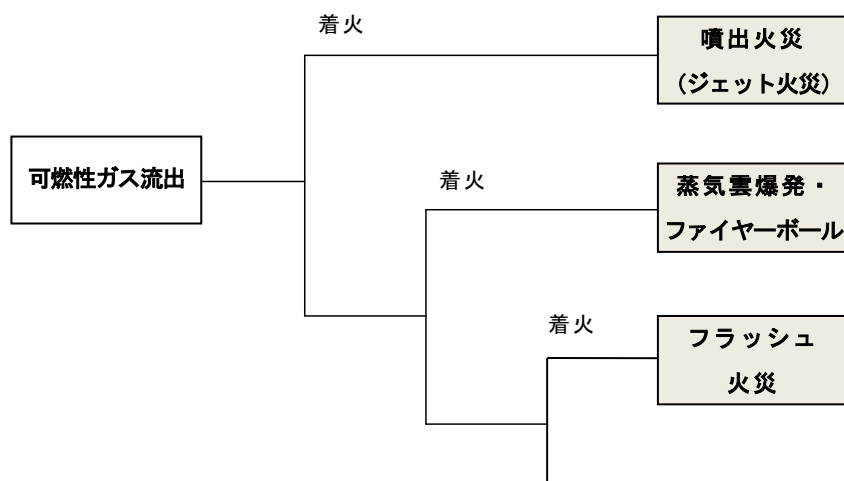 着火
噴出火災
(ジェット火災)
可燃性ガス流出
着火
蒸気雲爆発・
ファイヤーボール
着火
フラッシュ
火災